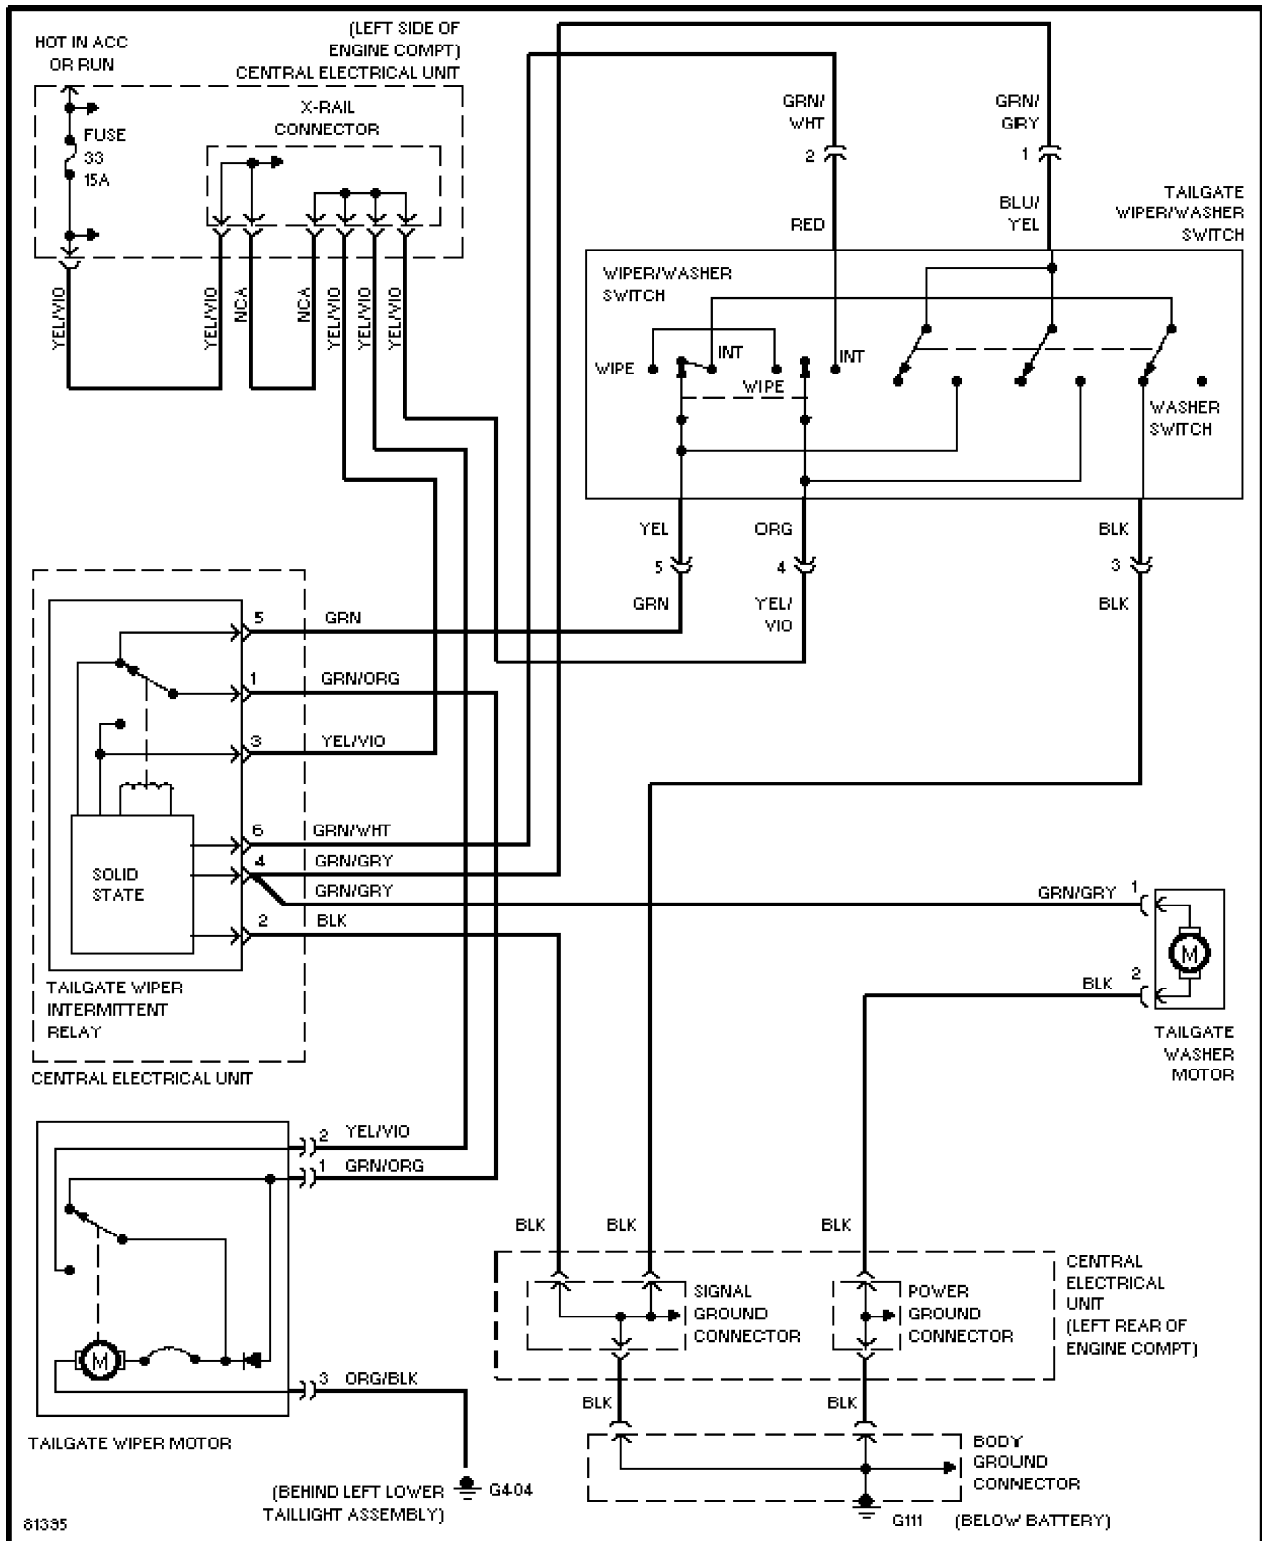 HOT IN ACC
OR RUN
(LEFT SIDE OF
ENGINE COMPT)
CENTRAL ELECTRICAL UNIT
X-RAIL
CONNECTOR
FUSE
33
15A
YEL/VIO
YEL/VIO
NCA
NCA
YEL/VIO
YEL/VIO
YEL/VIO
GRN/
WHT
2
RED
GRN/
GRY
1
BLU/
YEL
TAILGATE
WIPER/WASHER
SWITCH
WIPER/WASHER
SWITCH
WIPE
INT
WIPE
INT
WASHER
SWITCH
YEL
5
GRN
ORG
4
YEL/
VIO
BLK
3
BLK
5
GRN
1
GRN/ORG
3
YEL/VIO
6
GRN/WHT
4
GRN/GRY
GRN/GRY
2
BLK
SOLID
STATE
TAILGATE WIPER
INTERMITTENT
RELAY
CENTRAL ELECTRICAL UNIT
GRN/GRY
1
M
BLK
2
TAILGATE
WASHER
MOTOR
2
YEL/VIO
1
GRN/ORG
M
3
ORG/BLK
TAILGATE WIPER MOTOR
(BEHIND LEFT LOWER
TAILLIGHT ASSEMBLY)
G404
BLK
BLK
BLK
SIGNAL
GROUND
CONNECTOR
POWER
GROUND
CONNECTOR
CENTRAL
ELECTRICAL
UNIT
(LEFT REAR OF
ENGINE COMPT)
BLK
BLK
BODY
GROUND
CONNECTOR
G111
(BELOW BATTERY)
81395